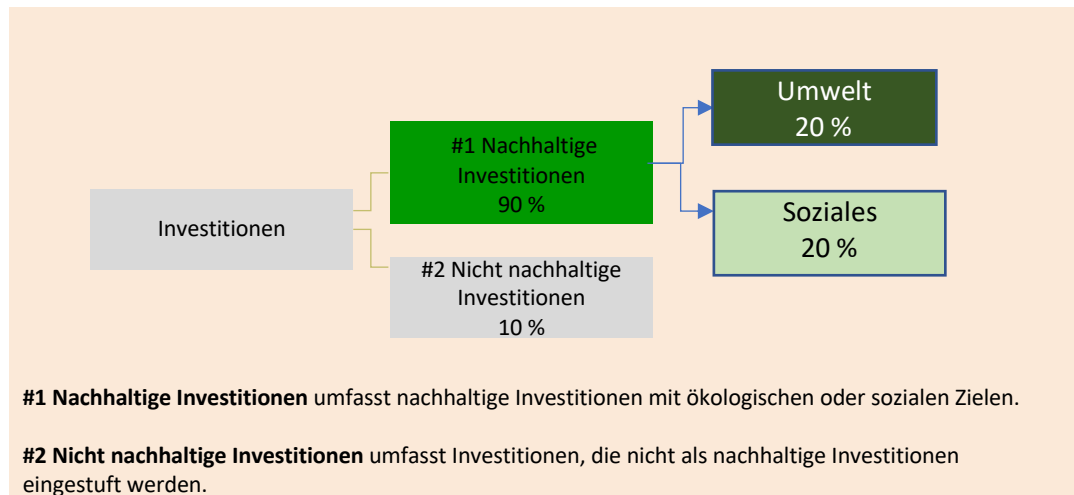 Umwelt
20 %
#1 Nachhaltige
Investitionen
90 %
Soziales
20 %
Investitionen
#2 Nicht nachhaltige
Investitionen
10 %
#1 Nachhaltige Investitionen umfasst nachhaltige Investitionen mit ökologischen oder sozialen Zielen.
#2 Nicht nachhaltige Investitionen umfasst Investitionen, die nicht als nachhaltige Investitionen
eingestuft werden.